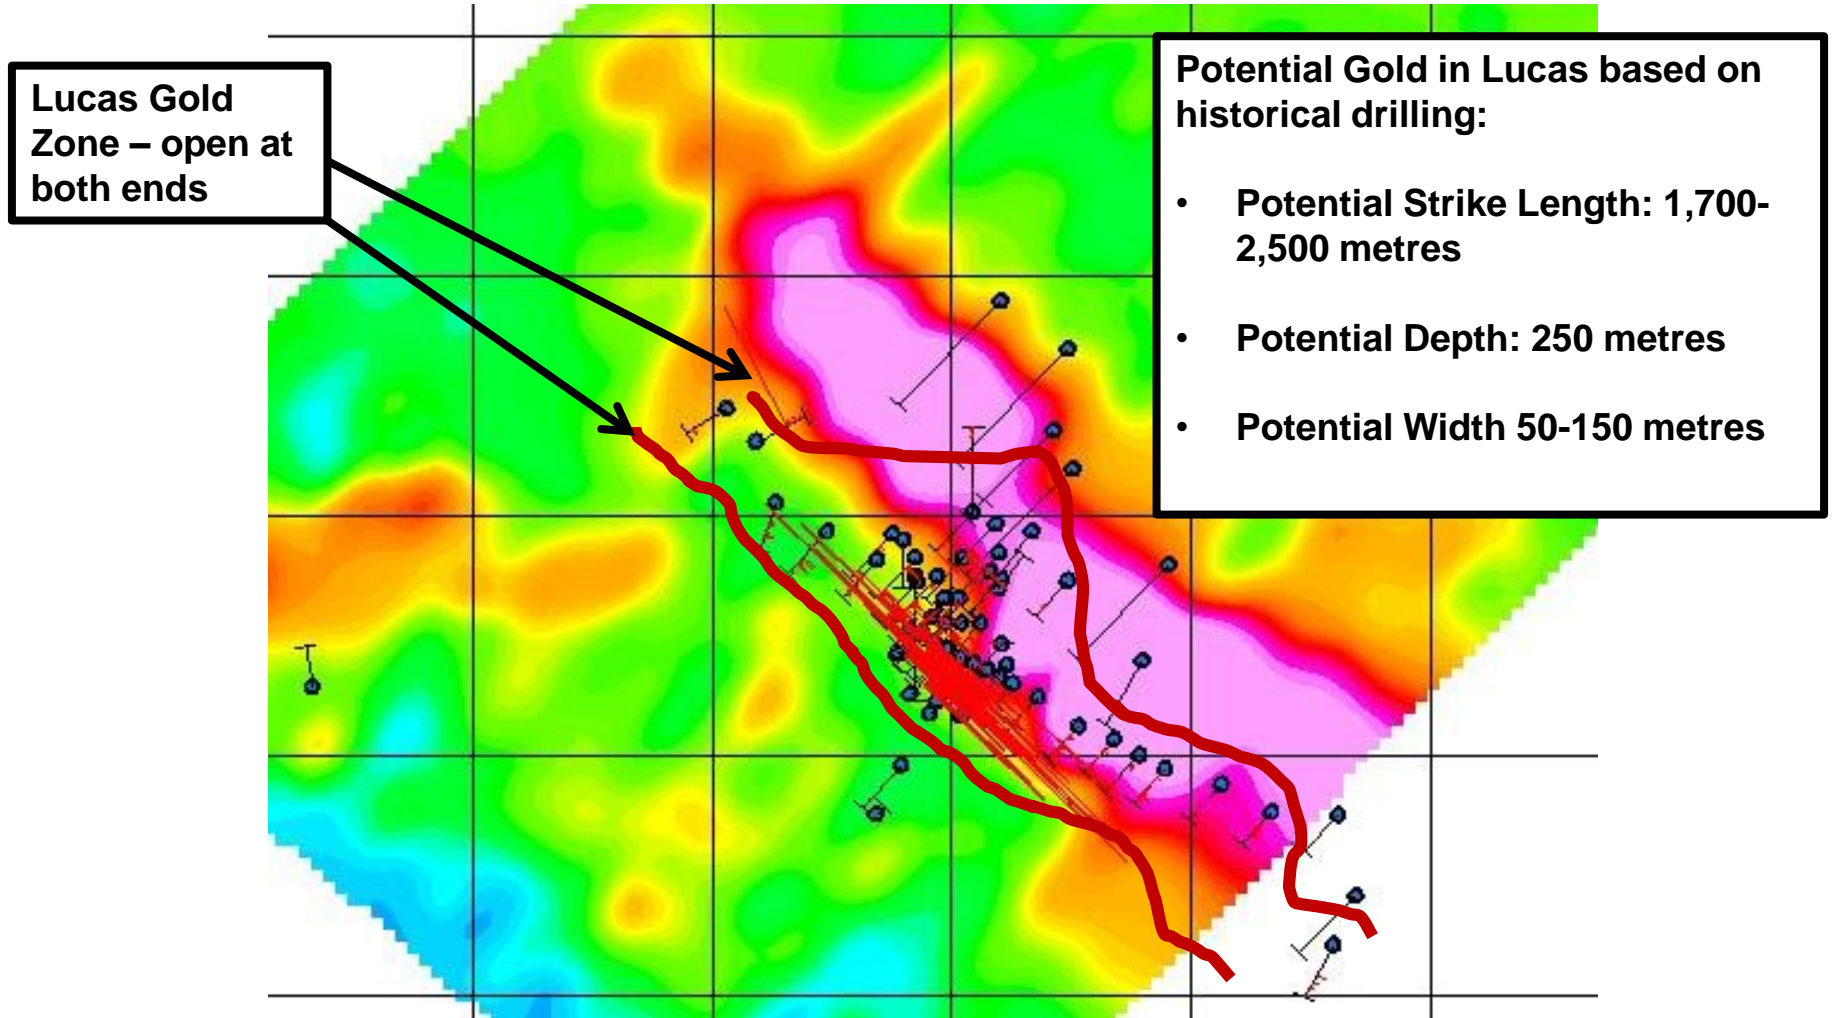 Lucas Gold
Zone – open at
both ends
Potential Gold in Lucas based on
historical drilling:
• Potential Strike Length: 1,700-
2,500 metres
• Potential Depth: 250 metres
• Potential Width 50-150 metres